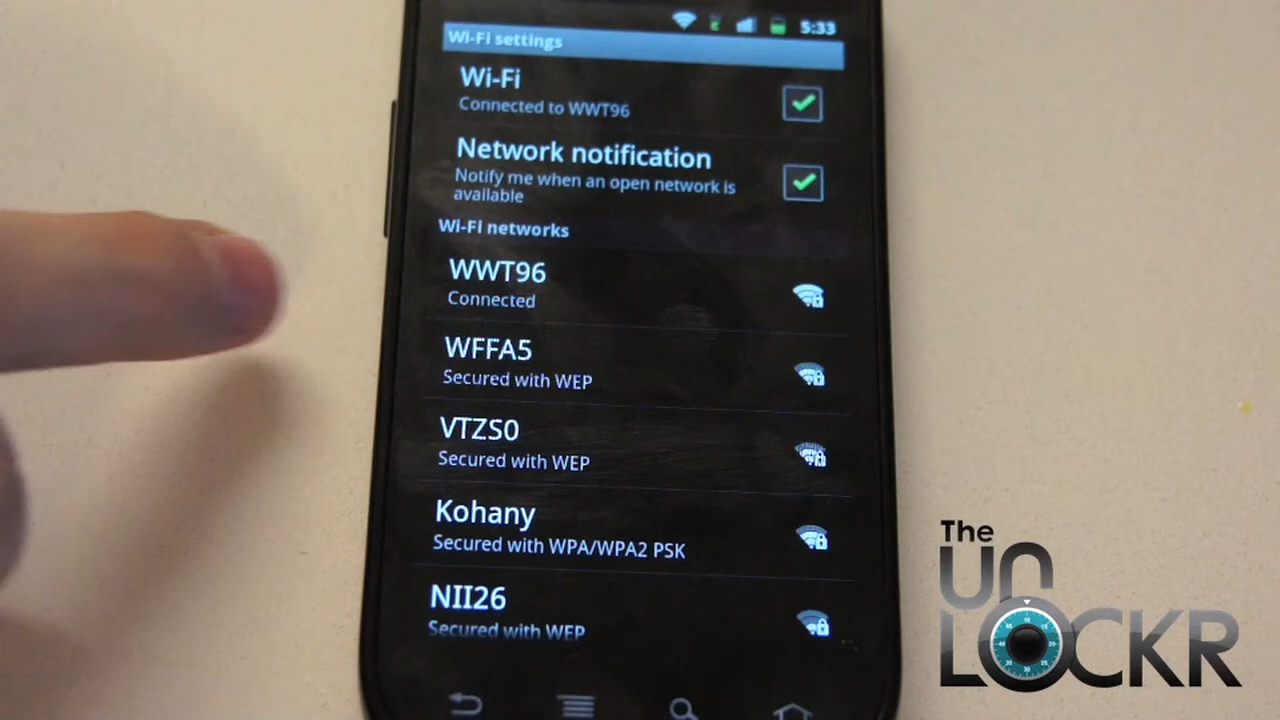 5:33
Wi-Fi settings
Wi-Fi
Connected to WWT96
Network notification
Notify me when an open network is
available
Wi-Fi networks
WWT96
Connected
WFFA5
Secured with WEP
VTZS0
Secured with WEP
Kohany
Secured with WPA/WPA2 PSK
NII26
Secured with WEP
The
UN
LOCKR